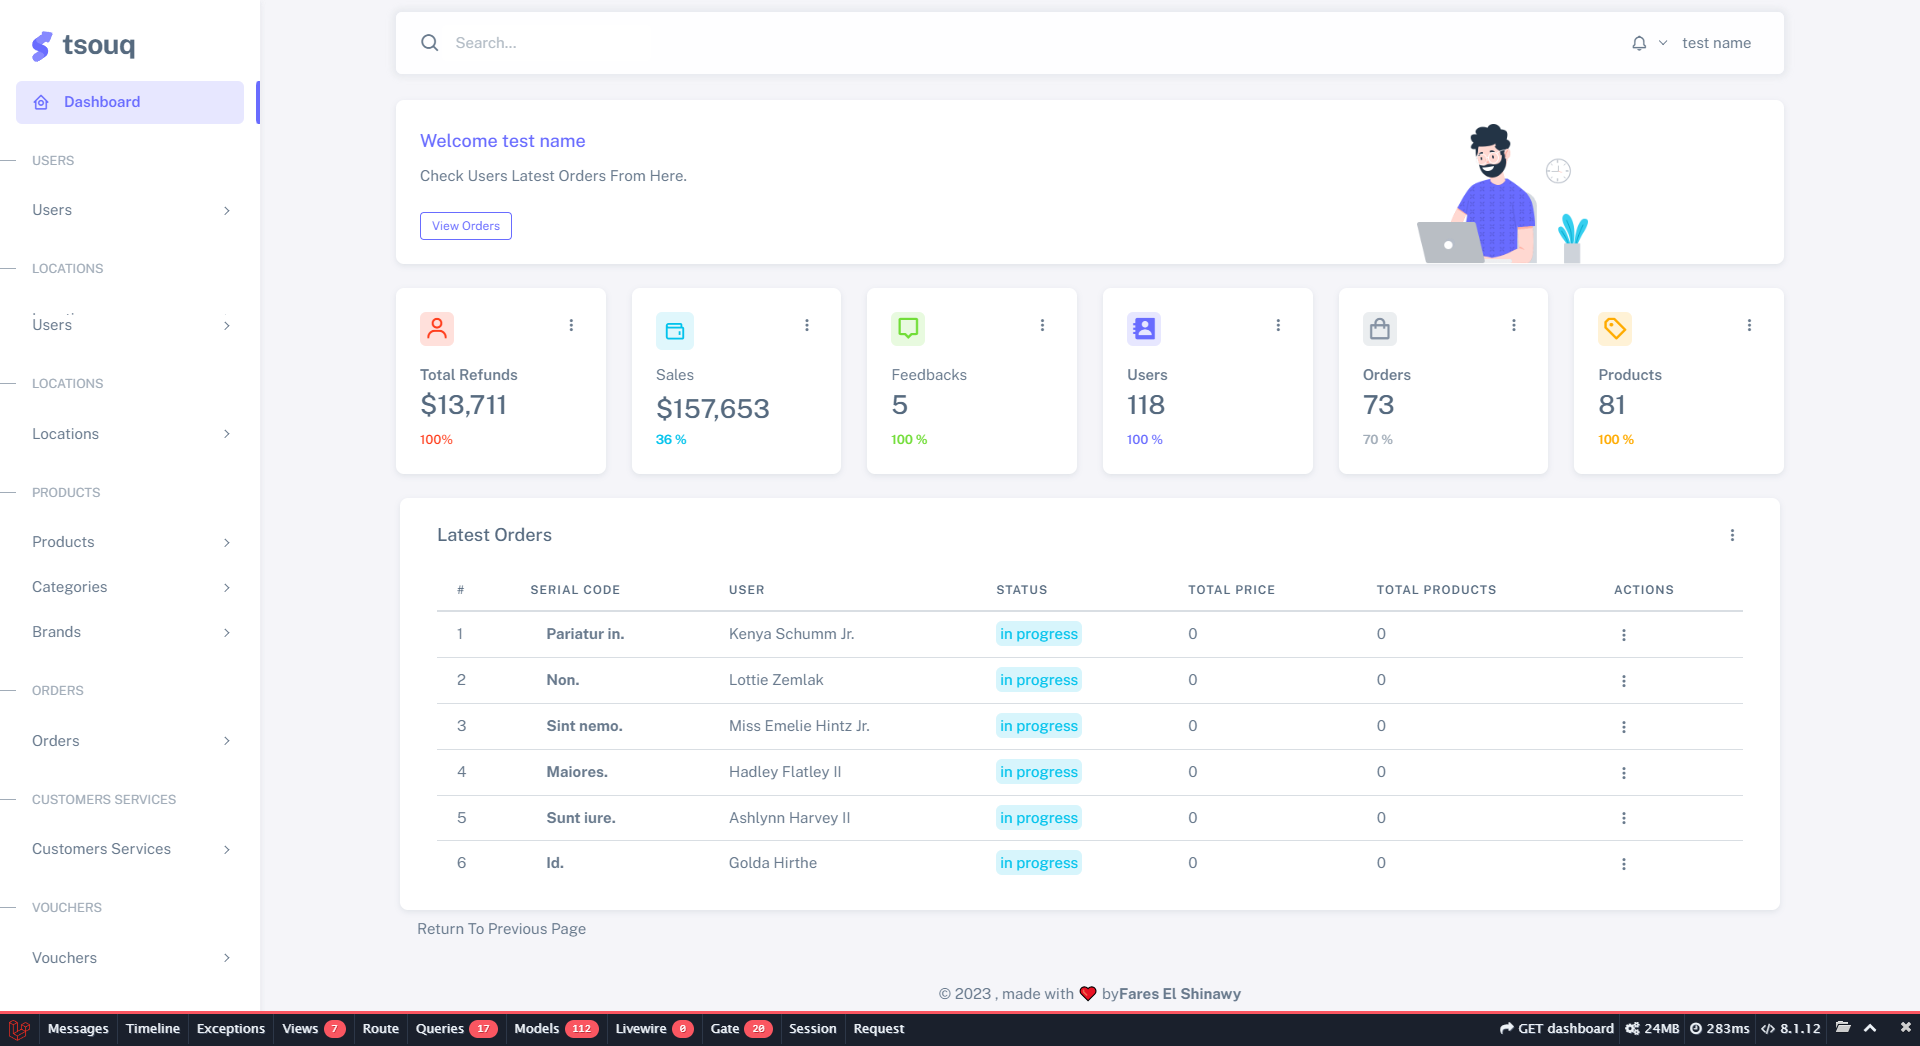 tsouq
Dashboard
USERS
Users
LOCATIONS
Users
LOCATIONS
Locations
PRODUCTS
Products
Categories
Brands
ORDERS
Orders
CUSTOMERS SERVICES
Customers Services
VOUCHERS
Vouchers
Search...
test name
Welcome test name
Check Users Latest Orders From Here.
View Orders
Total Refunds
$13,711
100%
Sales
$157,653
36 %
Feedbacks
5
100 %
Users
118
100 %
Orders
73
70 %
Products
81
100 %
Latest Orders
# SERIAL CODE USER STATUS TOTAL PRICE TOTAL PRODUCTS ACTIONS
1 Pariatur in. Kenya Schumm Jr. in progress 0 0
2 Non. Lottie Zemlak in progress 0 0
3 Sint nemo. Miss Emelie Hintz Jr. in progress 0 0
4 Maiores. Hadley Flatley II in progress 0 0
5 Sunt iure. Ashlynn Harvey II in progress 0 0
6 Id. Golda Hirthe in progress 0 0
Return To Previous Page
© 2023 , made with ❤️ byFares El Shinawy
Messages Timeline Exceptions Views 7 Route Queries 17 Models 112 Livewire 0 Gate 20 Session Request GET dashboard 24MB 283ms 8.1.12